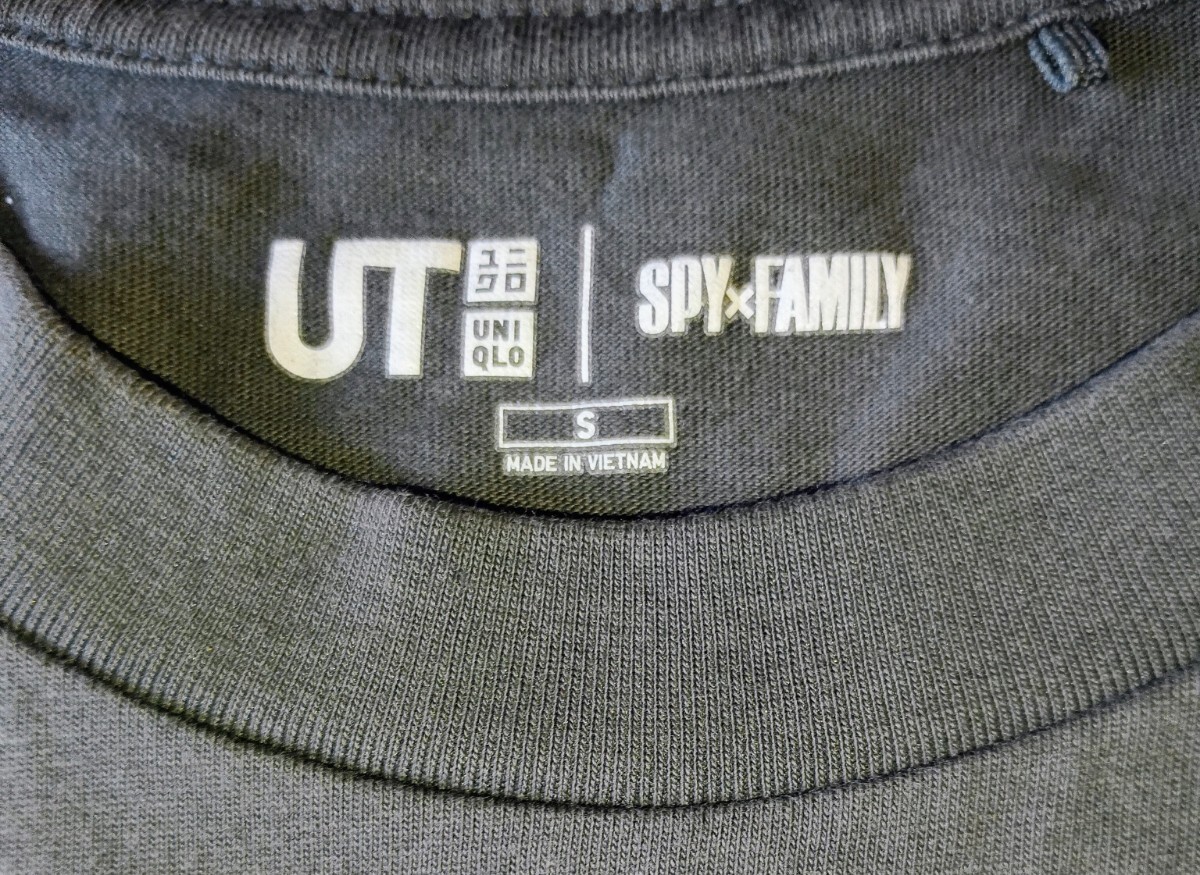 UT
ユニ
クロ
UNI
QLO
SPY×FAMILY
S
MADE IN VIETNAM